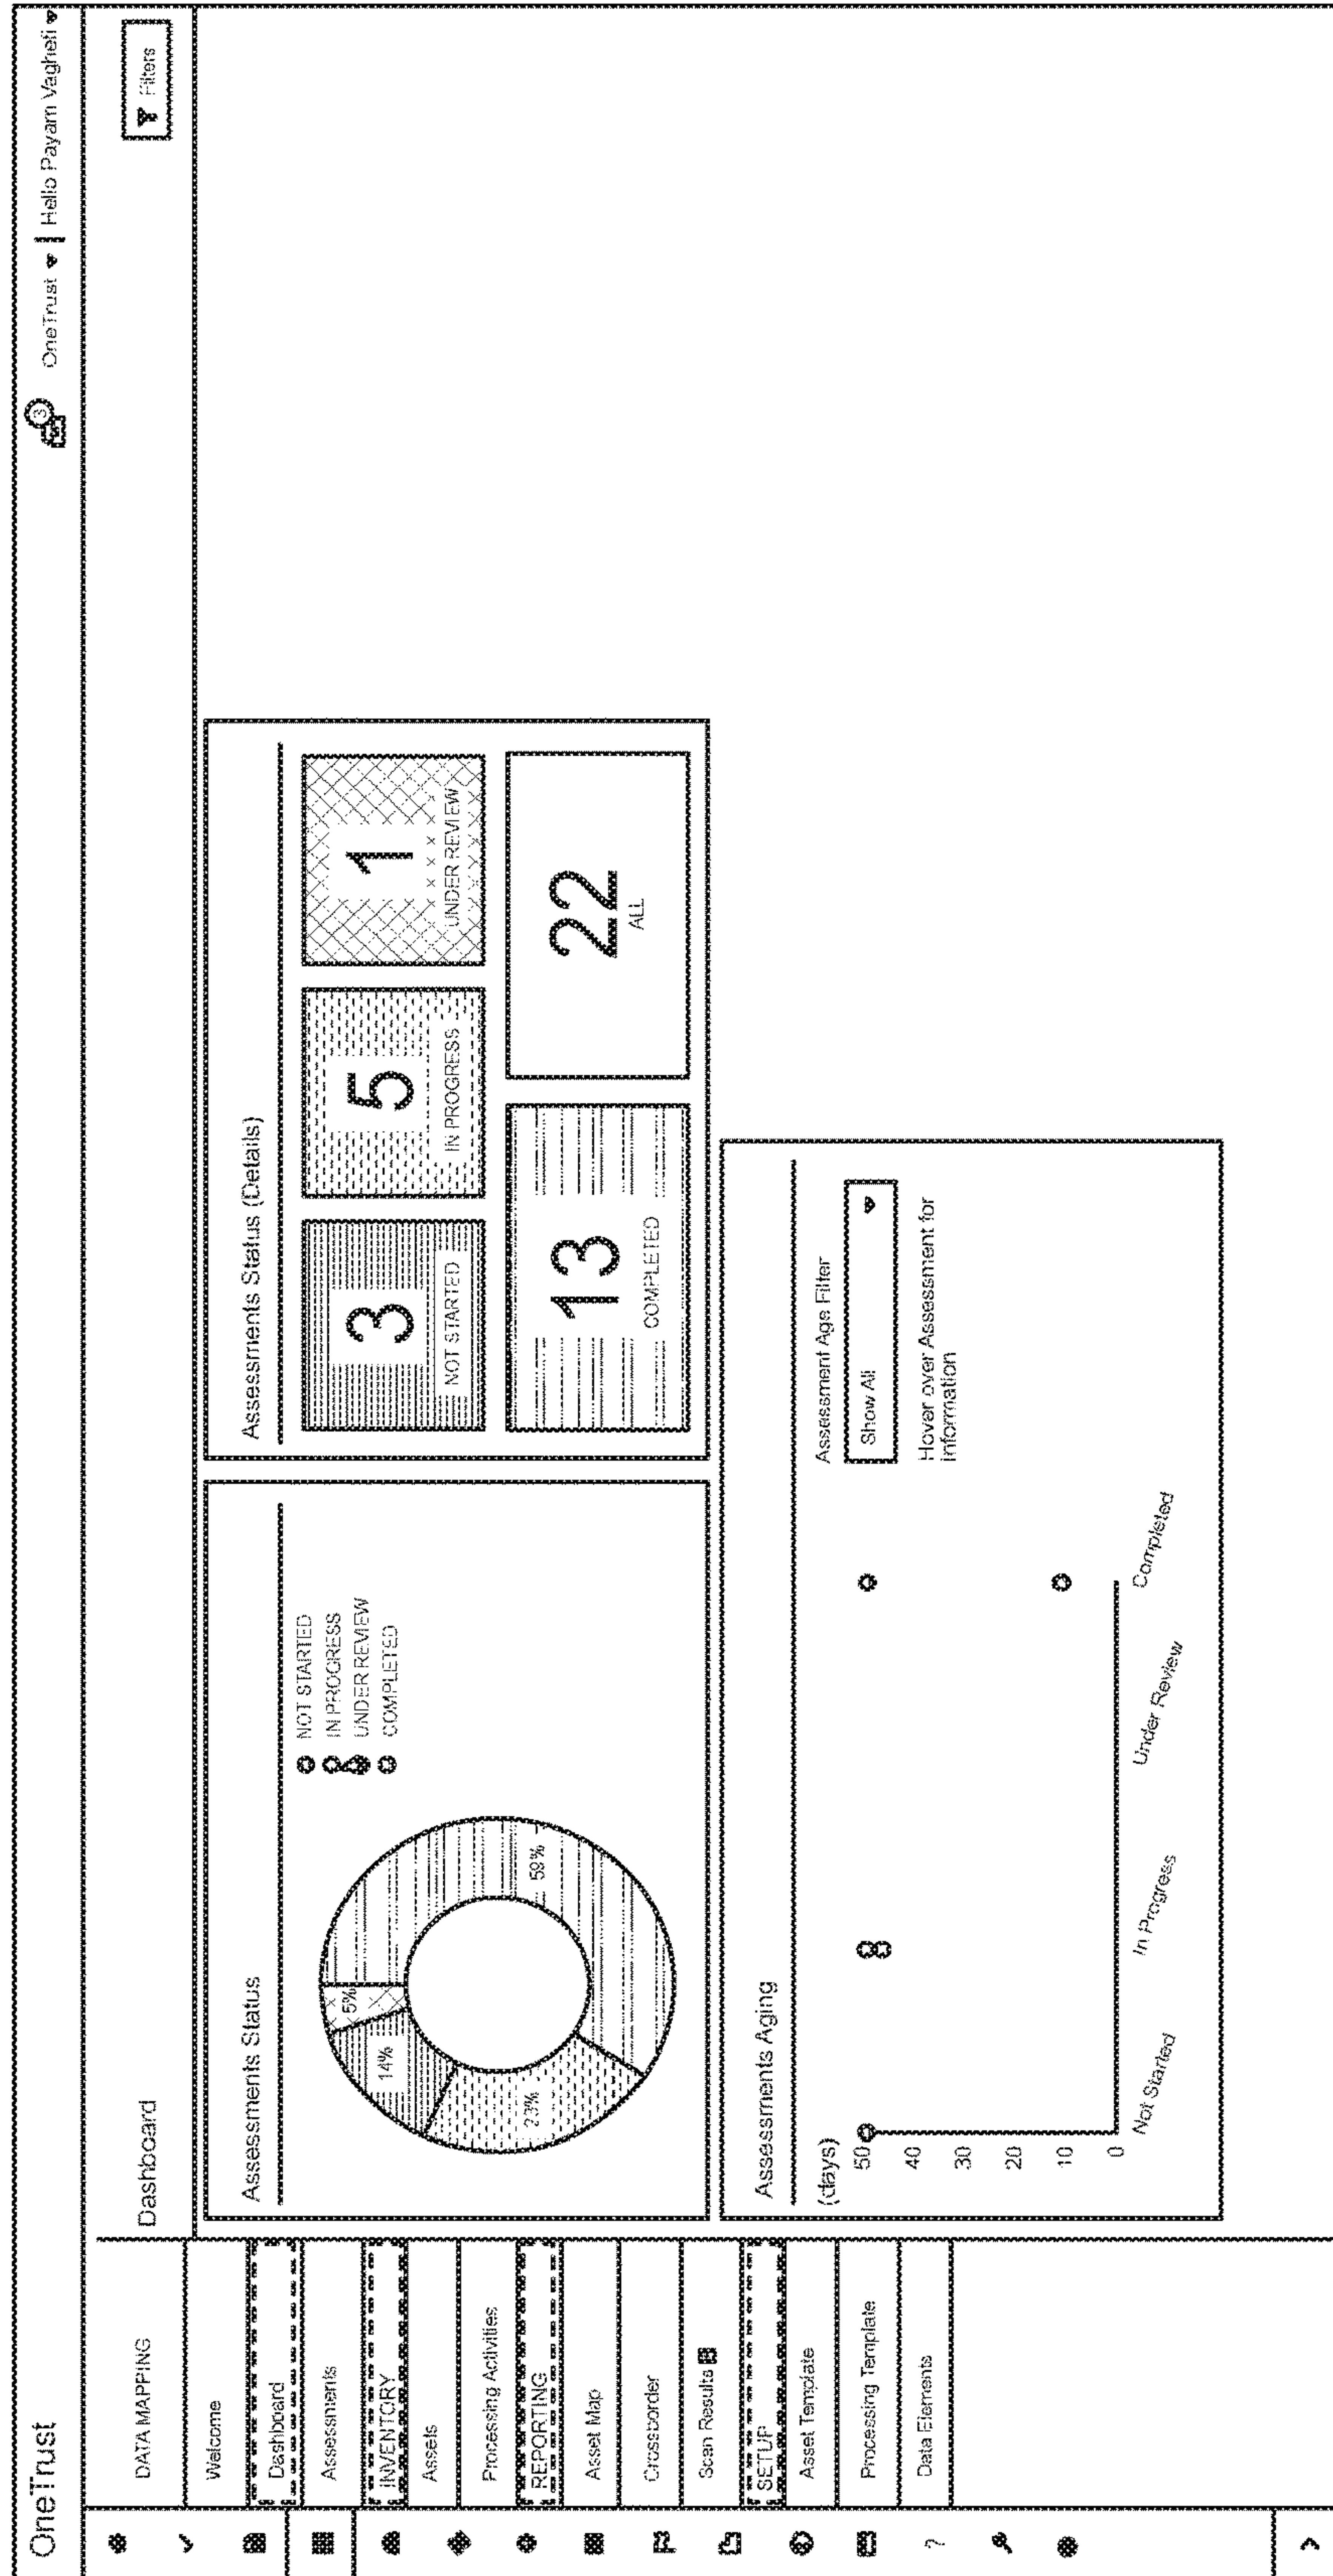 OneTrust
3
OneTrust
Hello Payam Vagheti
DATA MAPPING
Welcome
Dashboard
Assessments
INVENTORY
Assets
Processing Activities
REPORTING
Asset Map
Crossborder
Scan Results
SETUP
Asset Template
Processing Template
Data Elements
?
Dashboard
Filters
Assessments Status
NOT STARTED
IN PROGRESS
UNDER REVIEW
COMPLETED
5%
14%
23%
59%
Assessments Status (Details)
3
NOT STARTED
5
IN PROGRESS
1
UNDER REVIEW
13
COMPLETED
22
ALL
Assessments Aging
(days)
50
40
30
20
10
0
Not Started
In Progress
Under Review
Completed
Assessment Age Filter
Show All
Hover over Assessment for
information